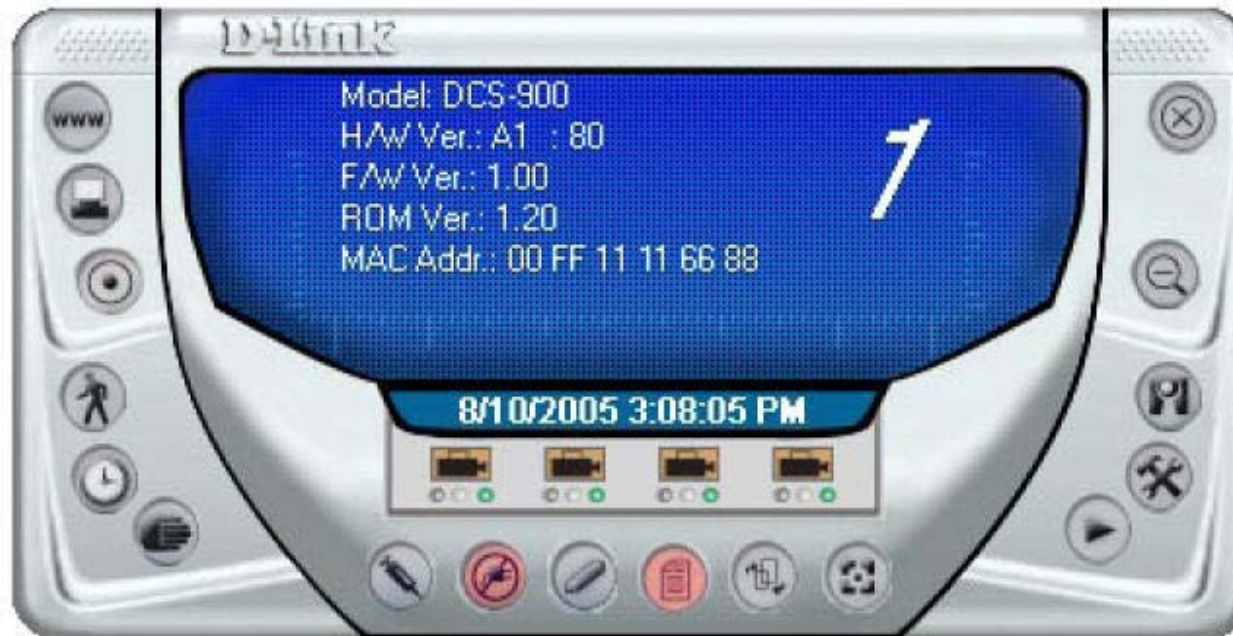 D-Link
www
Model: DCS-900
H/W Ver.: A1 : 80
F/W Ver.: 1.00
ROM Ver.: 1.20
MAC Addr.: 00 FF 11 11 66 88
1
8/10/2005 3:08:05 PM